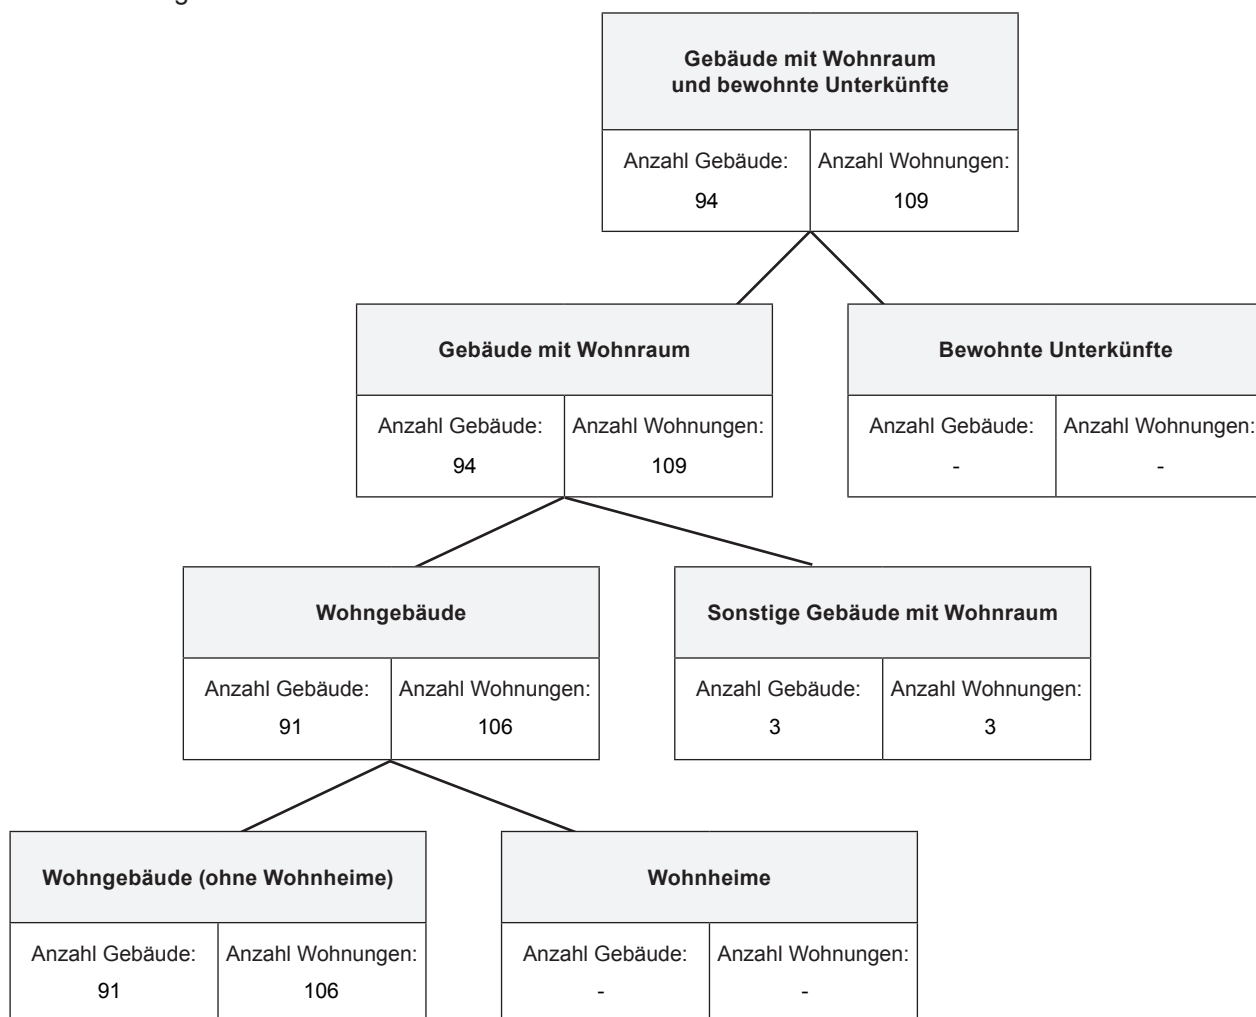 Gebäude mit Wohnraum
und bewohnte Unterkünfte
Anzahl Gebäude: Anzahl Wohnungen:
94 109
Gebäude mit Wohnraum
Anzahl Gebäude: Anzahl Wohnungen:
94 109
Bewohnte Unterkünfte
Anzahl Gebäude: Anzahl Wohnungen:
- -
Wohngebäude
Anzahl Gebäude: Anzahl Wohnungen:
91 106
Sonstige Gebäude mit Wohnraum
Anzahl Gebäude: Anzahl Wohnungen:
3 3
Wohngebäude (ohne Wohnheime)
Anzahl Gebäude: Anzahl Wohnungen:
91 106
Wohnheime
Anzahl Gebäude: Anzahl Wohnungen:
- -